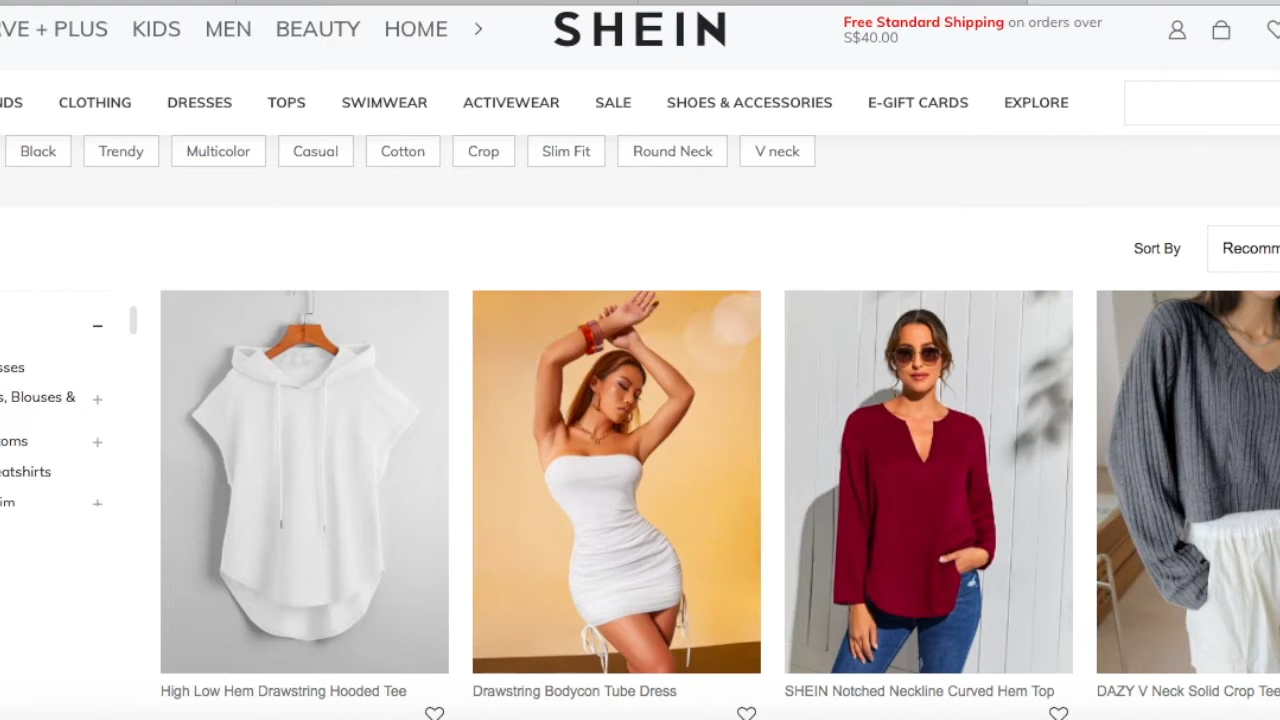 VE + PLUS KIDS MEN BEAUTY HOME
SHEIN
Free Standard Shipping on orders over
S$40.00
NDS CLOTHING DRESSES TOPS SWIMWEAR ACTIVEWEAR SALE SHOES & ACCESSORIES E-GIFT CARDS EXPLORE
Black Trendy Multicolor Casual Cotton Crop Slim Fit Round Neck V neck
Sort By Recomm
sses
s, Blouses &
oms
atshirts
im
High Low Hem Drawstring Hooded Tee
Drawstring Bodycon Tube Dress
SHEIN Notched Neckline Curved Hem Top
DAZY V Neck Solid Crop Tee